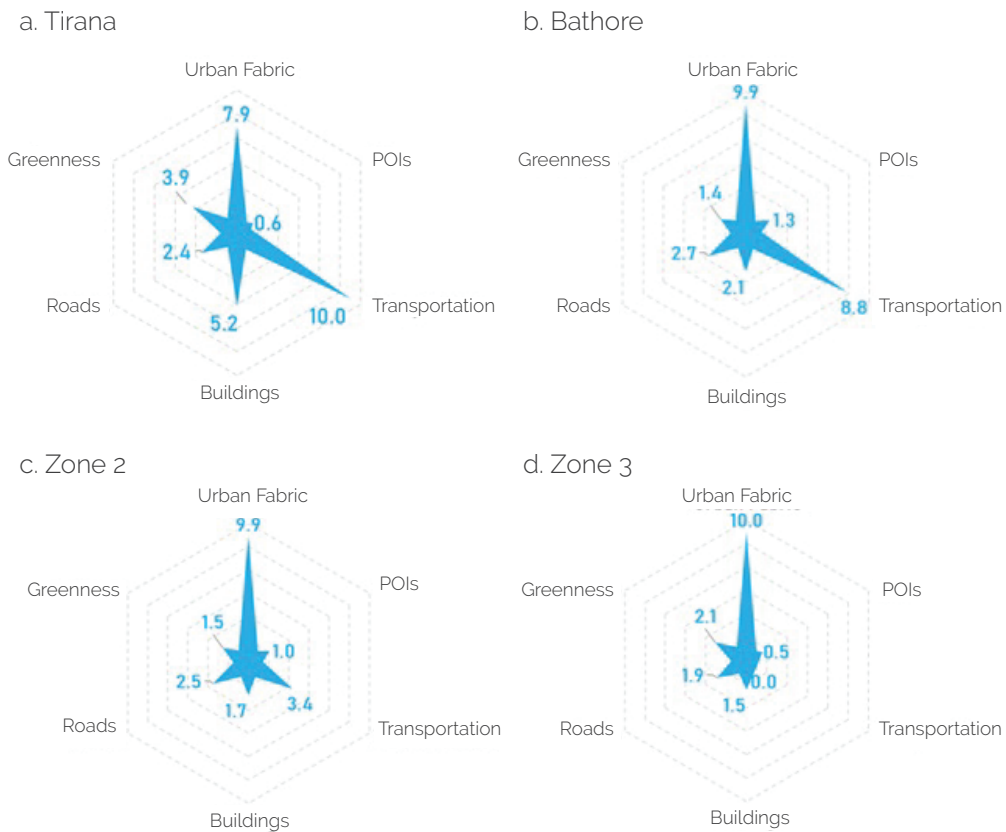 a. Tirana
Urban Fabric
7.9
Greenness
POIs
3.9
0.6
2.4
Roads
5.2
10.0
Transportation
Buildings
b. Bathore
Urban Fabric
9.9
Greenness
POIs
1.4
1.3
2.7
2.1
Roads
8.8
Transportation
Buildings
c. Zone 2
Urban Fabric
9.9
Greenness
POIs
1.5
1.0
2.5
3.4
1.7
Roads
Transportation
Buildings
d. Zone 3
Urban Fabric
10.0
Greenness
POIs
2.1
0.5
1.9
0.0
1.5
Roads
Transportation
Buildings